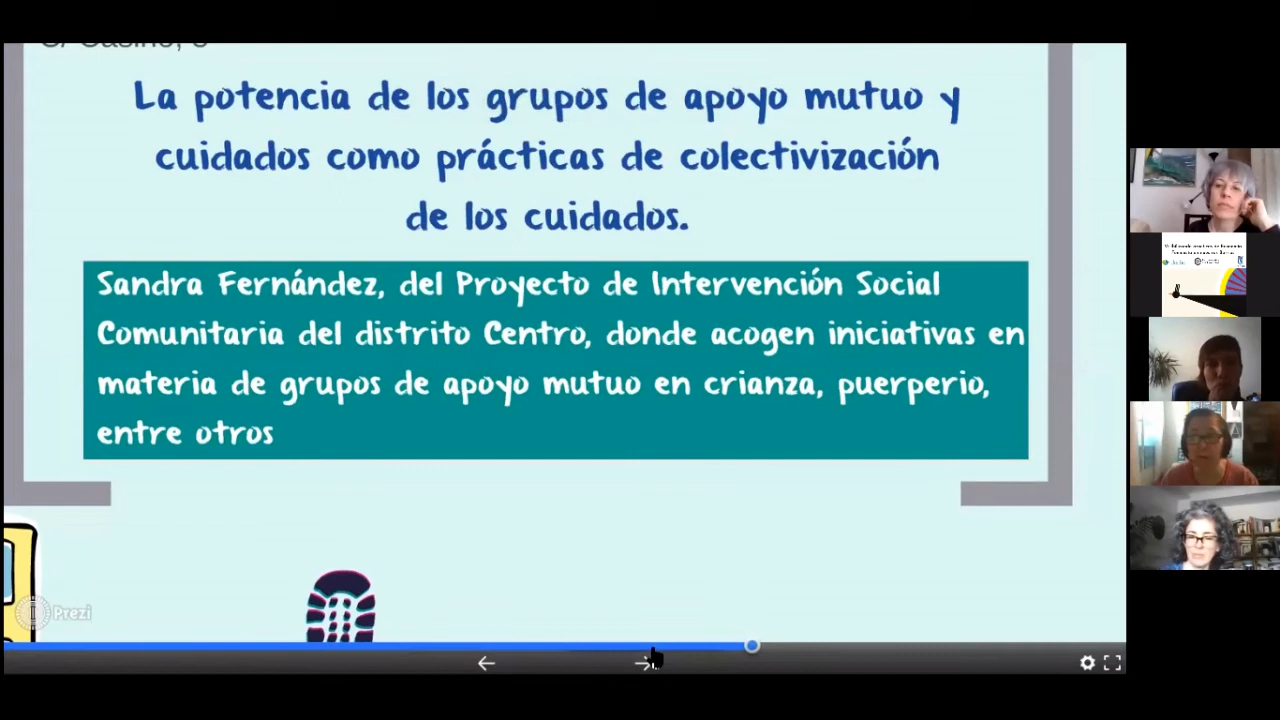 La potencia de los grupos de apoyo mutuo y
cuidados como prácticas de colectivización
de los cuidados.
Sandra Fernández, del Proyecto de Intervención Social
Comunitaria del distrito Centro, donde acogen iniciativas en
materia de grupos de apoyo mutuo en crianza, puerperio,
entre otros
Prezi